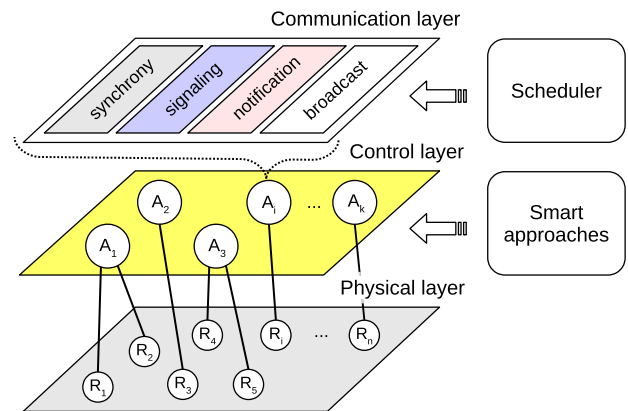 Communication layer
synchrony
signaling
notification
broadcast
Scheduler
Control layer
A1
A2
A3
Ai
...
Ak
Smart
approaches
Physical layer
R1
R2
R3
R4
R5
Ri
...
Rn